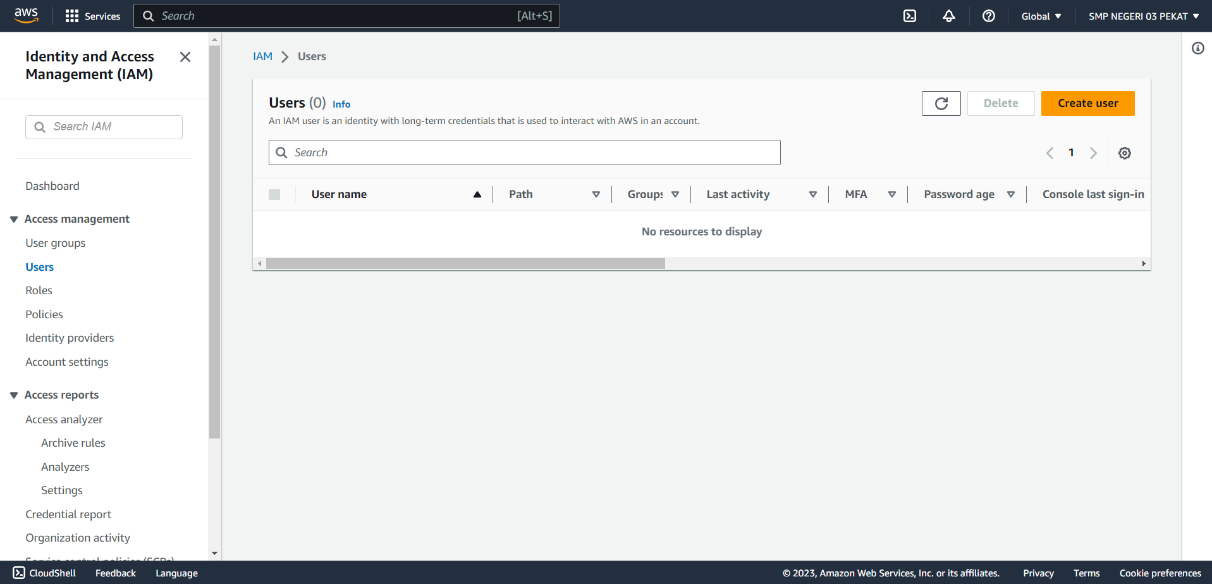 aws
Services
Search [Alt+S]
Global
SMP NEGERI 03 PEKAT
Identity and Access
Management (IAM)
Search IAM
Dashboard
Access management
User groups
Users
Roles
Policies
Identity providers
Account settings
Access reports
Access analyzer
Archive rules
Analyzers
Settings
Credential report
Organization activity
Service control policies (SCPs)
IAM > Users
Users (0) Info
Delete
Create user
An IAM user is an identity with long-term credentials that is used to interact with AWS in an account.
Search
1
User name Path Groups Last activity MFA Password age Console last sign-in
No resources to display
CloudShell Feedback Language © 2023, Amazon Web Services, Inc. or its affiliates. Privacy Terms Cookie preferences